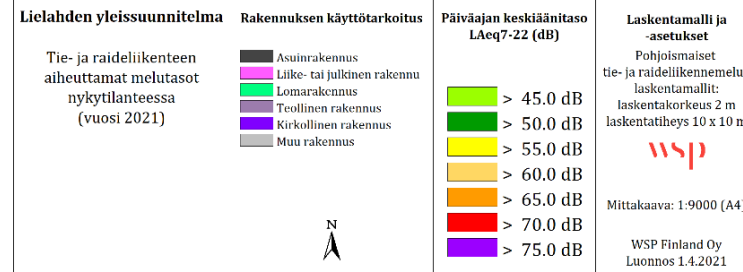 Lielahden yleissuunnitelma
Tie- ja raideliikenteen
aiheuttamat melutasot
nykytilanteessa
(vuosi 2021)
Rakennuksen käyttötarkoitus
Asuinrakennus
Liike- tai julkinen rakennu
Lomarakennus
Teollinen rakennus
Kirkollinen rakennus
Muu rakennus
N
Päiväajan keskiäänitaso
LAeq7-22 (dB)
> 45.0 dB
> 50.0 dB
> 55.0 dB
> 60.0 dB
> 65.0 dB
> 70.0 dB
> 75.0 dB
Laskentamalli ja
-asetukset
Pohjoismaiset
tie- ja raideliikennemelu
laskentamallit:
laskentakorkeus 2 m
laskentatiheys 10 x 10 m
wsp
Mittakaava: 1:9000 (A4)
WSP Finland Oy
Luonnos 1.4.2021